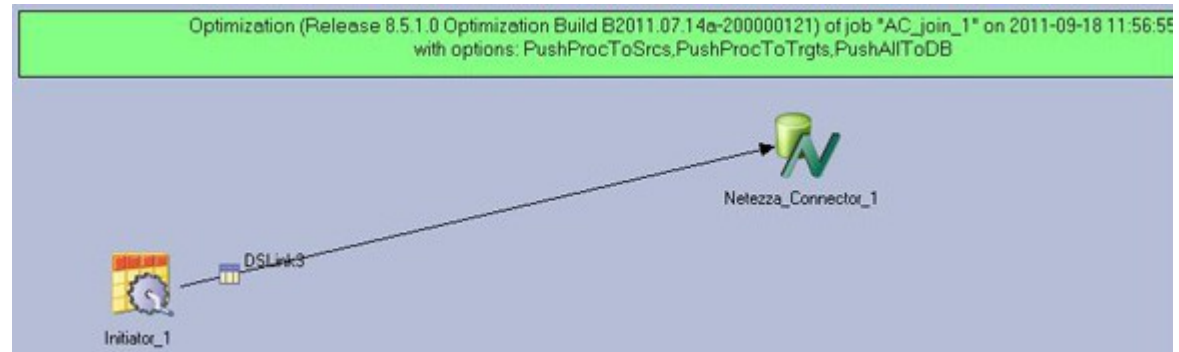 Optimization (Release 8.5.1.0 Optimization Build B2011.07.14a-200000121) of job "AC_join_1" on 2011-09-18 11:56:55
with options: PushProcToSrcs,PushProcToTrgts,PushAllToDB
Netezza_Connector_1
DSLink3
Initiator_1